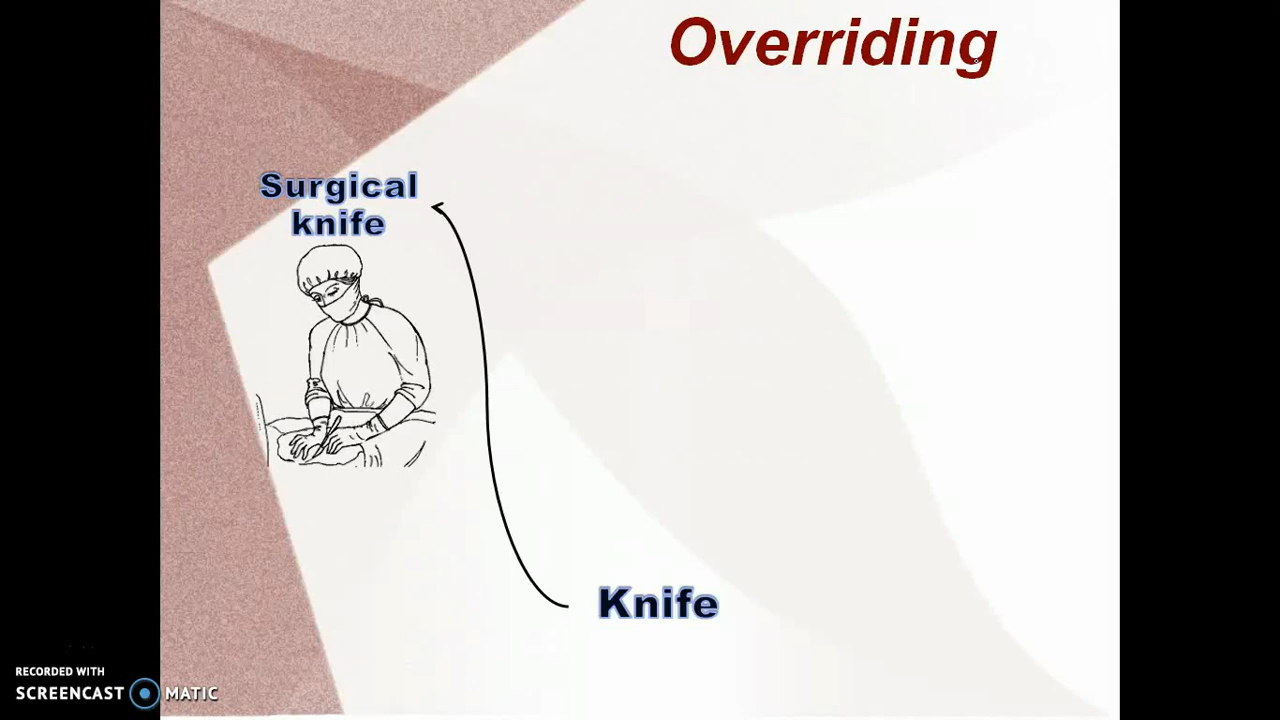 Overriding
Surgical
knife
Knife
RECORDED WITH
SCREENCAST MATIC